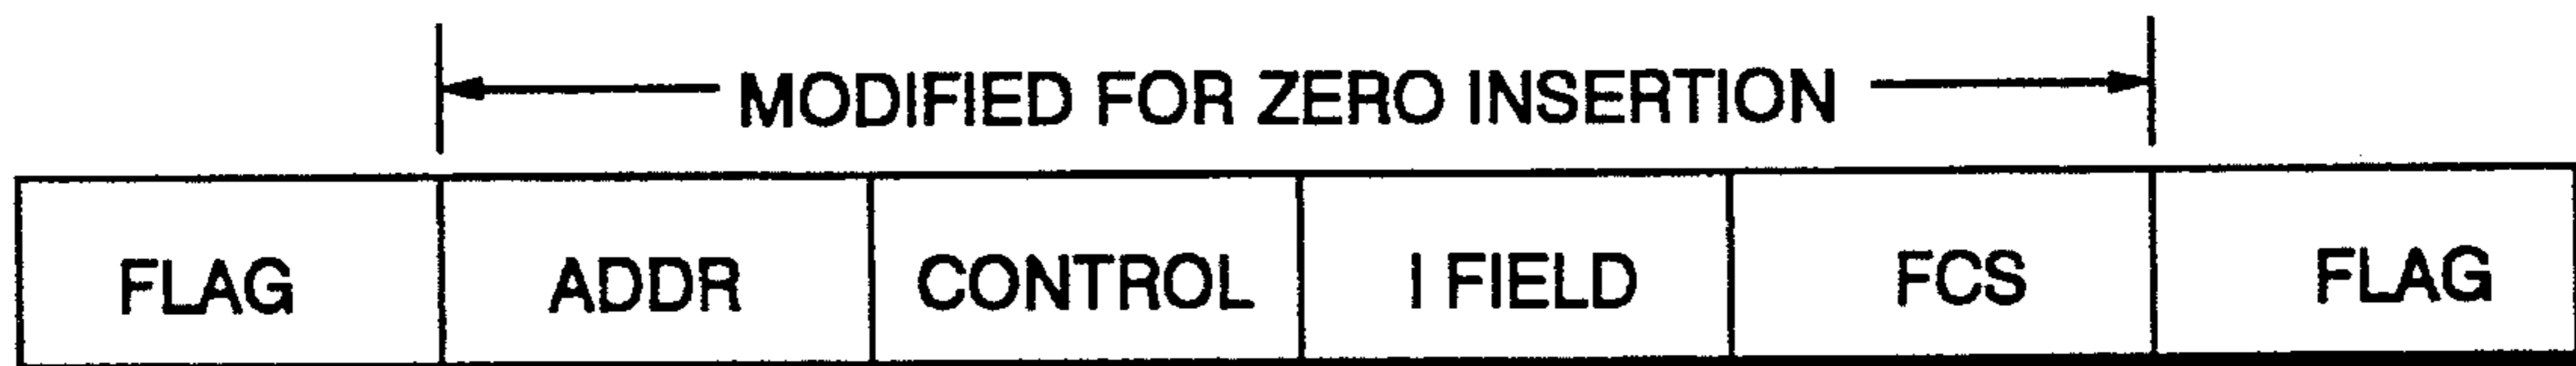 MODIFIED FOR ZERO INSERTION
FLAG ADDR CONTROL I FIELD FCS FLAG